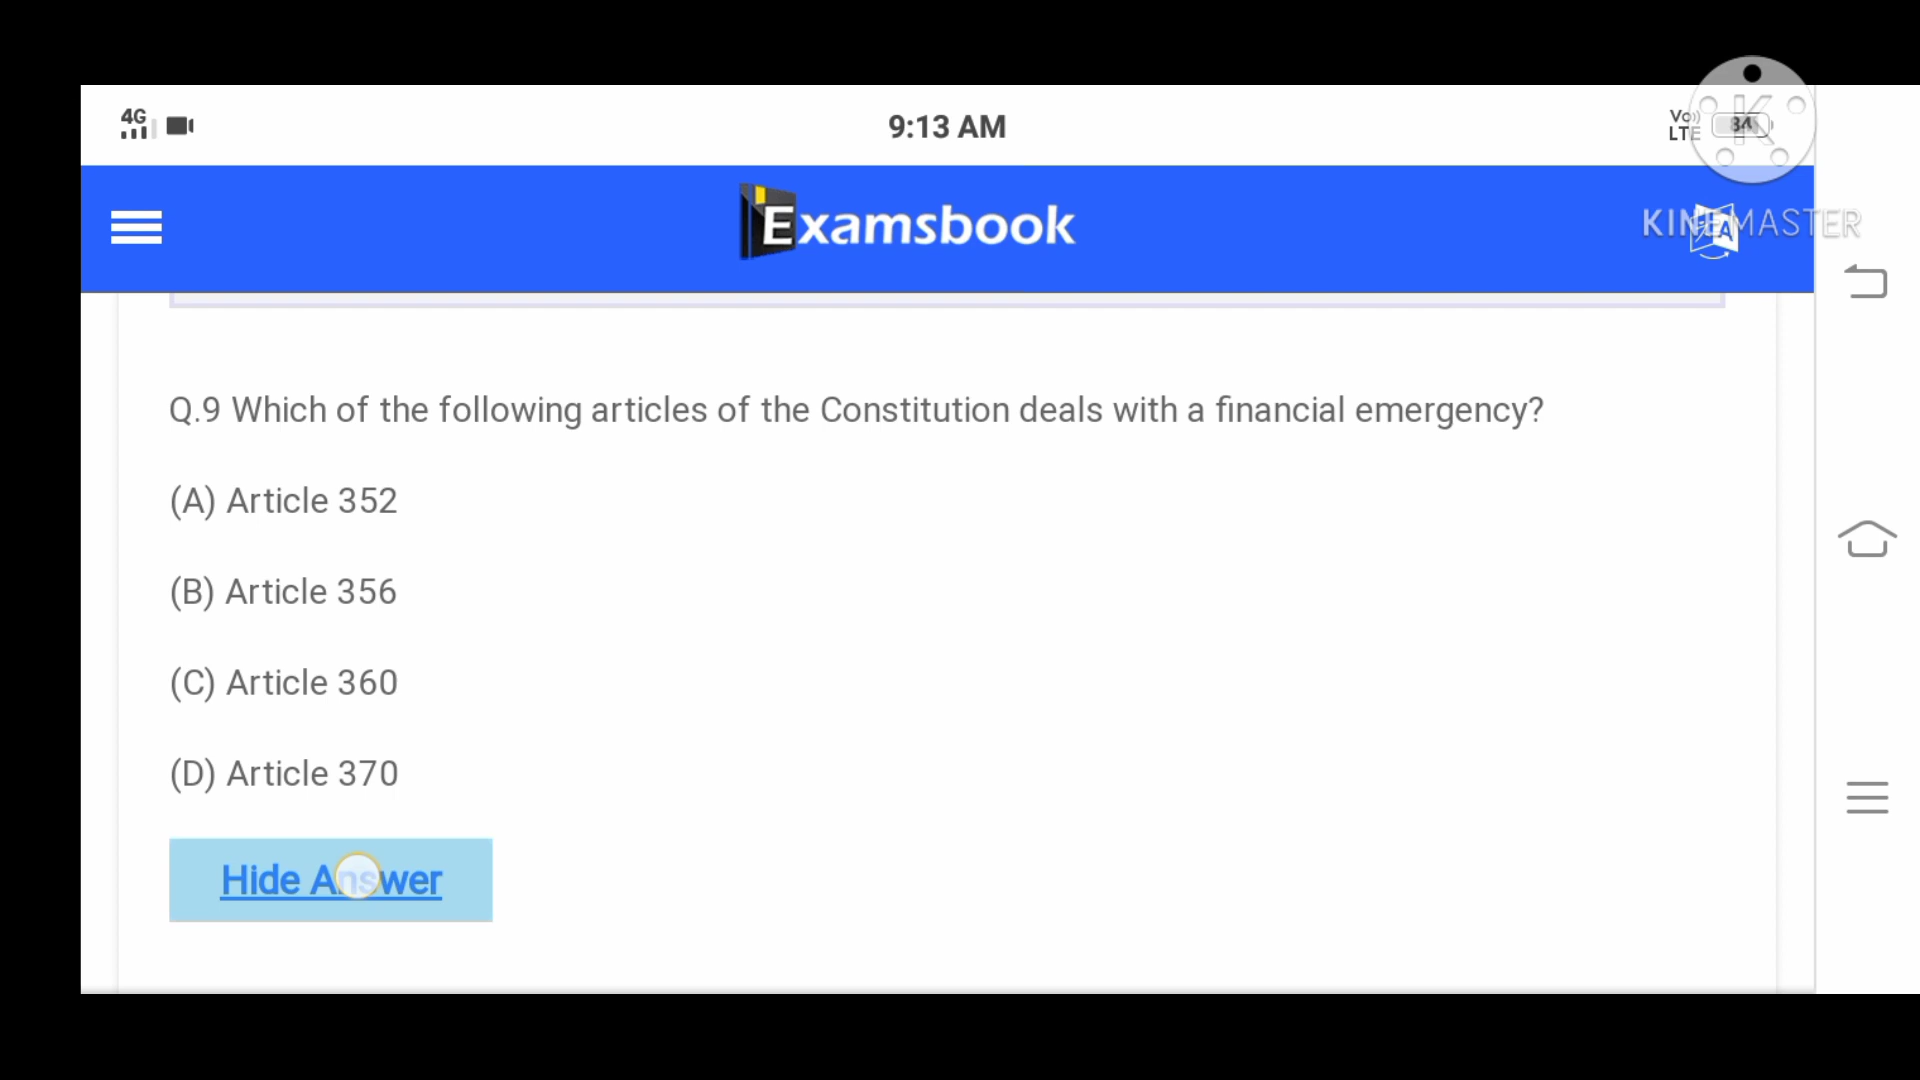 4G
9:13 AM
Vo)) LTE
84
Examsbook
KINEMASTER
Q.9 Which of the following articles of the Constitution deals with a financial emergency?
(A) Article 352
(B) Article 356
(C) Article 360
(D) Article 370
Hide Answer